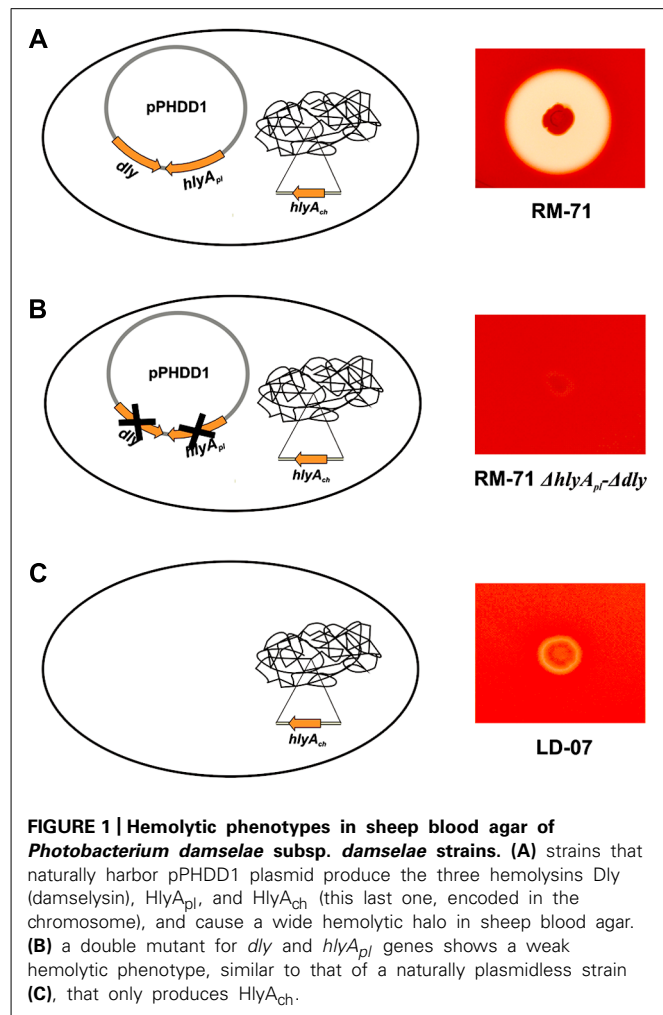 A
pPHDD1
dly
hlyApl
hlyAch
RM-71
B
pPHDD1
dly
hlyApl
hlyAch
RM-71 ΔhlyApl-Δdly
C
hlyAch
LD-07
FIGURE 1 | Hemolytic phenotypes in sheep blood agar of
Photobacterium damselae subsp. damselae strains. (A) strains that
naturally harbor pPHDD1 plasmid produce the three hemolysins Dly
(damselysin), HlyApl, and HlyAch (this last one, encoded in the
chromosome), and cause a wide hemolytic halo in sheep blood agar.
(B) a double mutant for dly and hlyApl genes shows a weak
hemolytic phenotype, similar to that of a naturally plasmidless strain
(C), that only produces HlyAch.